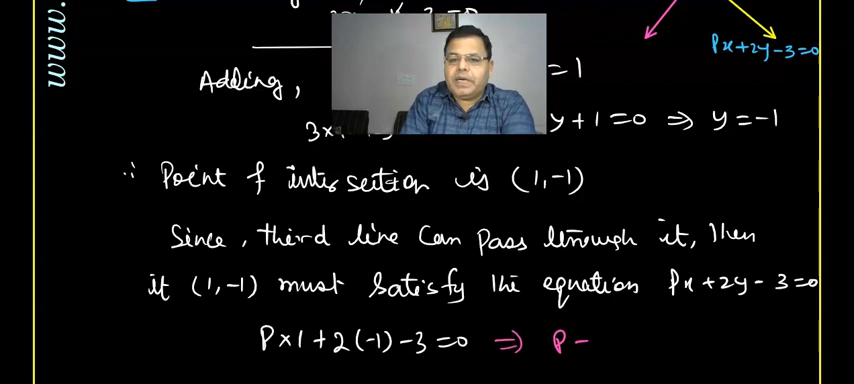 www.
Px+2y-3=0
Adding, =1
3x y+1=0 ⇒ y=-1
∴ Point of intersection is (1,-1)
Since, third line can pass through it, then
it (1,-1) must satisfy the equation Px+2y-3=0
P×1+2(-1)-3=0 ⇒ P-